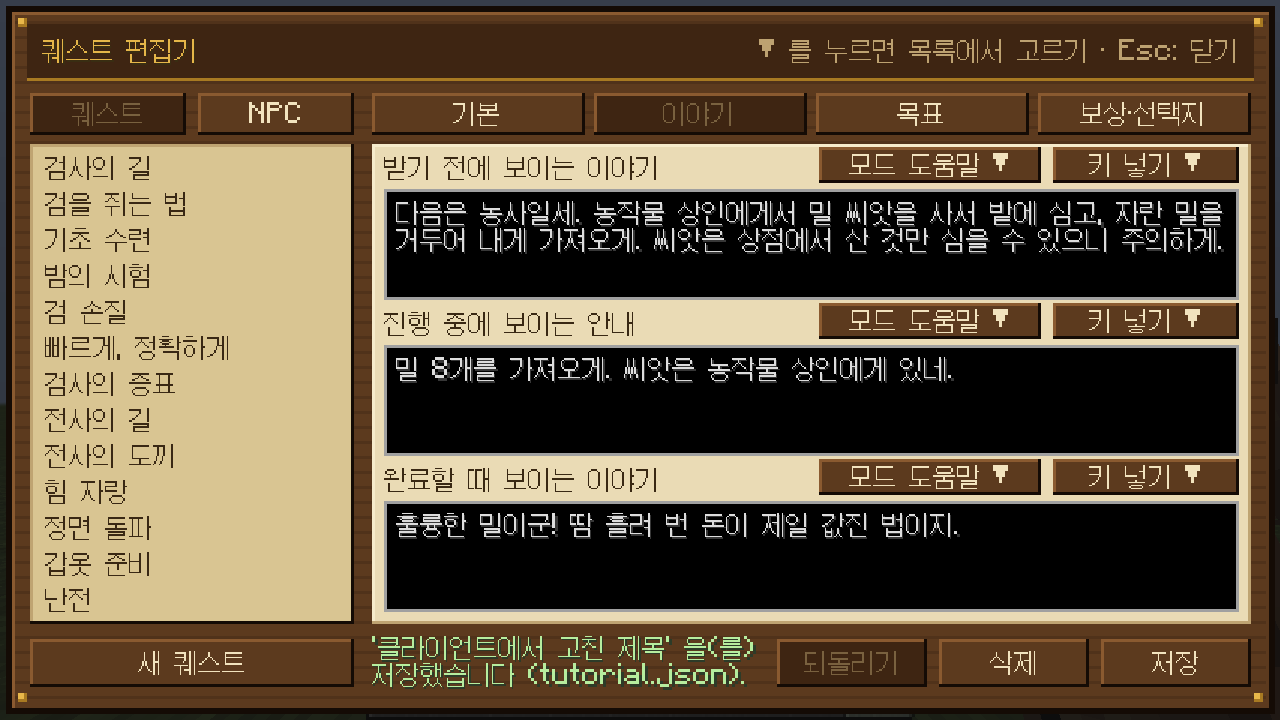 퀘스트 편집기
▼ 를 누르면 목록에서 고르기 · Esc: 닫기
퀘스트
NPC
기본
이야기
목표
보상·선택지
검사의 길
검을 쥐는 법
기초 수련
밤의 시험
검 손질
빠르게, 정확하게
검사의 증표
전사의 길
전사의 도끼
힘 자랑
정면 돌파
갑옷 준비
난전
받기 전에 보이는 이야기
모드 도움말 ▼
키 넣기 ▼
다음은 농사일세. 농작물 상인에게서 밀 씨앗을 사서 밭에 심고, 자란 밀을
거두어 내게 가져오게. 씨앗은 상점에서 산 것만 심을 수 있으니 주의하게.
진행 중에 보이는 안내
모드 도움말 ▼
키 넣기 ▼
밀 8개를 가져오게. 씨앗은 농작물 상인에게 있네.
완료할 때 보이는 이야기
모드 도움말 ▼
키 넣기 ▼
훌륭한 밀이군! 땀 흘려 번 돈이 제일 값진 법이지.
새 퀘스트
'클라이언트에서 고친 제목' 을(를)
저장했습니다 (tutorial.json).
되돌리기
삭제
저장